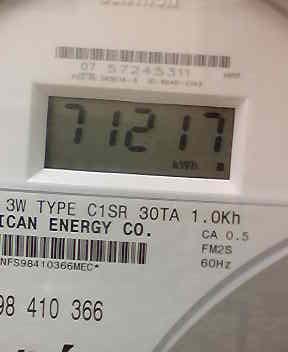 07 57245311
71217
kWh
3W TYPE C1SR 30TA 1.0Kh
ICAN ENERGY CO.
CA 0.5
FM2S
NFS98410366MEC*
60Hz
98 410 366